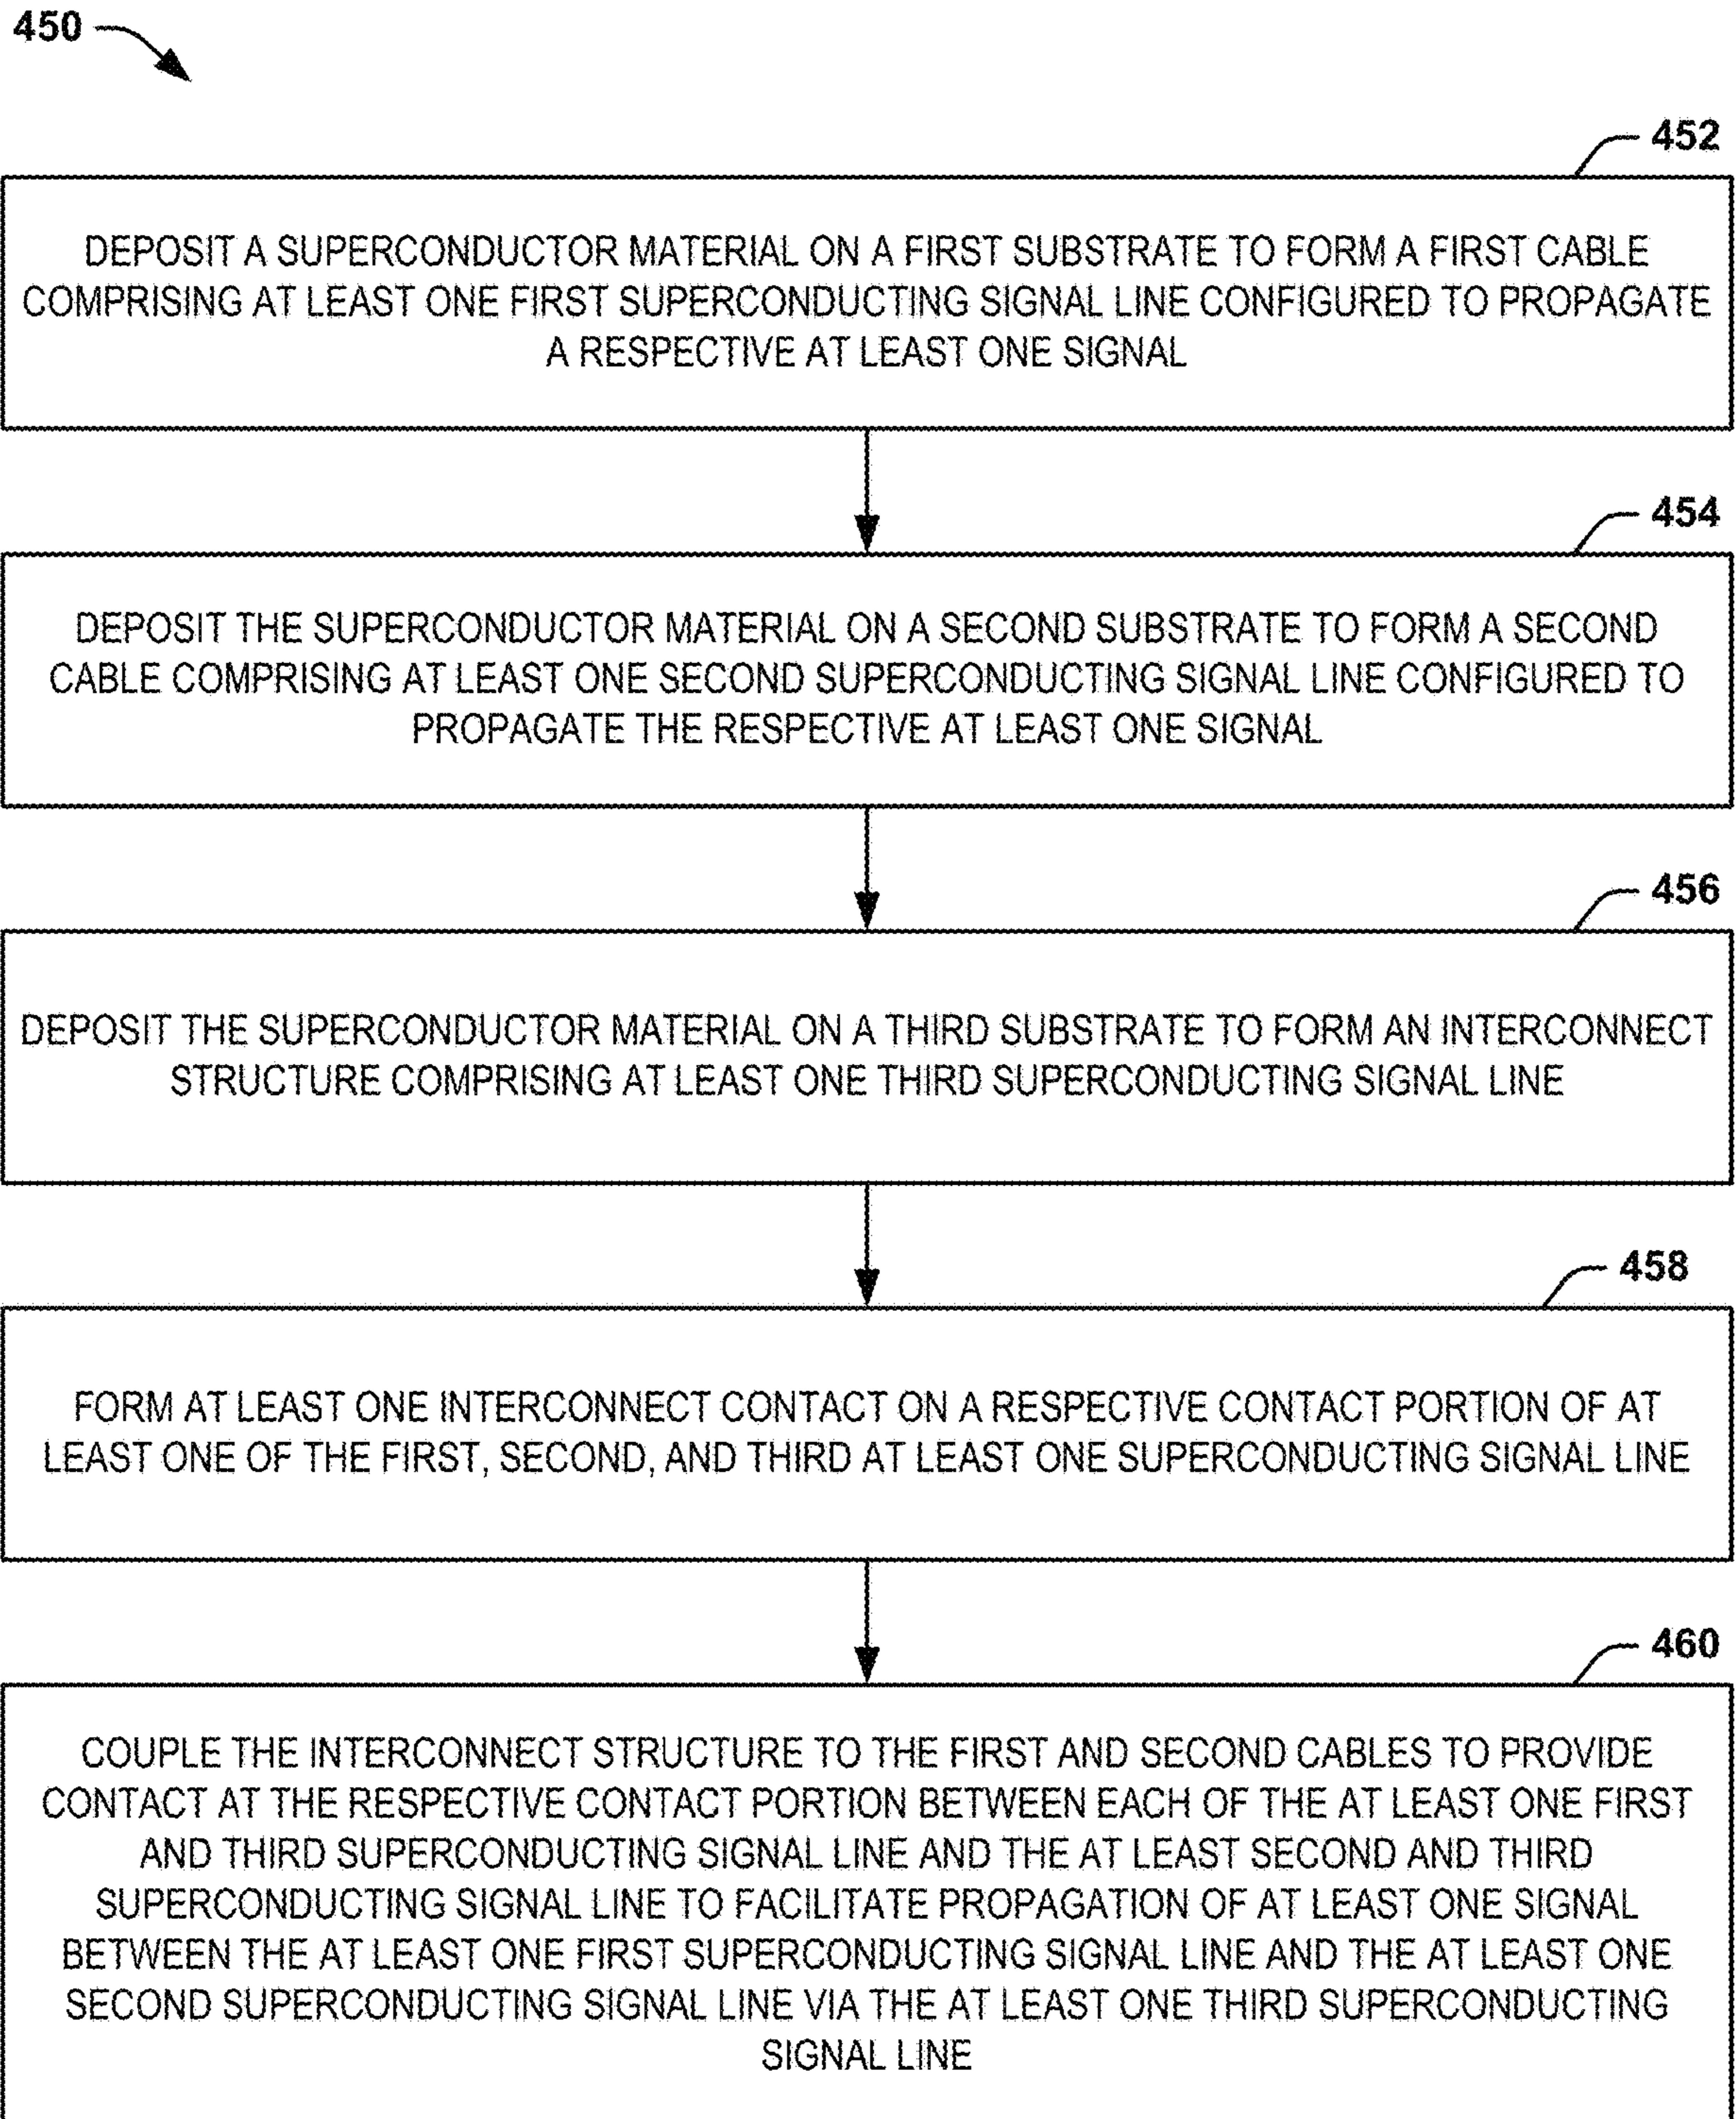 450
452
DEPOSIT A SUPERCONDUCTOR MATERIAL ON A FIRST SUBSTRATE TO FORM A FIRST CABLE
COMPRISING AT LEAST ONE FIRST SUPERCONDUCTING SIGNAL LINE CONFIGURED TO PROPAGATE
A RESPECTIVE AT LEAST ONE SIGNAL
454
DEPOSIT THE SUPERCONDUCTOR MATERIAL ON A SECOND SUBSTRATE TO FORM A SECOND
CABLE COMPRISING AT LEAST ONE SECOND SUPERCONDUCTING SIGNAL LINE CONFIGURED TO
PROPAGATE THE RESPECTIVE AT LEAST ONE SIGNAL
456
DEPOSIT THE SUPERCONDUCTOR MATERIAL ON A THIRD SUBSTRATE TO FORM AN INTERCONNECT
STRUCTURE COMPRISING AT LEAST ONE THIRD SUPERCONDUCTING SIGNAL LINE
458
FORM AT LEAST ONE INTERCONNECT CONTACT ON A RESPECTIVE CONTACT PORTION OF AT
LEAST ONE OF THE FIRST, SECOND, AND THIRD AT LEAST ONE SUPERCONDUCTING SIGNAL LINE
460
COUPLE THE INTERCONNECT STRUCTURE TO THE FIRST AND SECOND CABLES TO PROVIDE
CONTACT AT THE RESPECTIVE CONTACT PORTION BETWEEN EACH OF THE AT LEAST ONE FIRST
AND THIRD SUPERCONDUCTING SIGNAL LINE AND THE AT LEAST SECOND AND THIRD
SUPERCONDUCTING SIGNAL LINE TO FACILITATE PROPAGATION OF AT LEAST ONE SIGNAL
BETWEEN THE AT LEAST ONE FIRST SUPERCONDUCTING SIGNAL LINE AND THE AT LEAST ONE
SECOND SUPERCONDUCTING SIGNAL LINE VIA THE AT LEAST ONE THIRD SUPERCONDUCTING
SIGNAL LINE